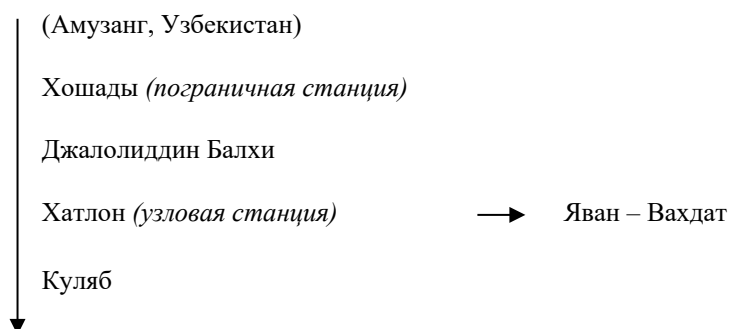 (Амузанг, Узбекистан)
Хошады (пограничная станция)
Джалолиддин Балхи
Хатлон (узловая станция) Яван – Вахдат
Куляб